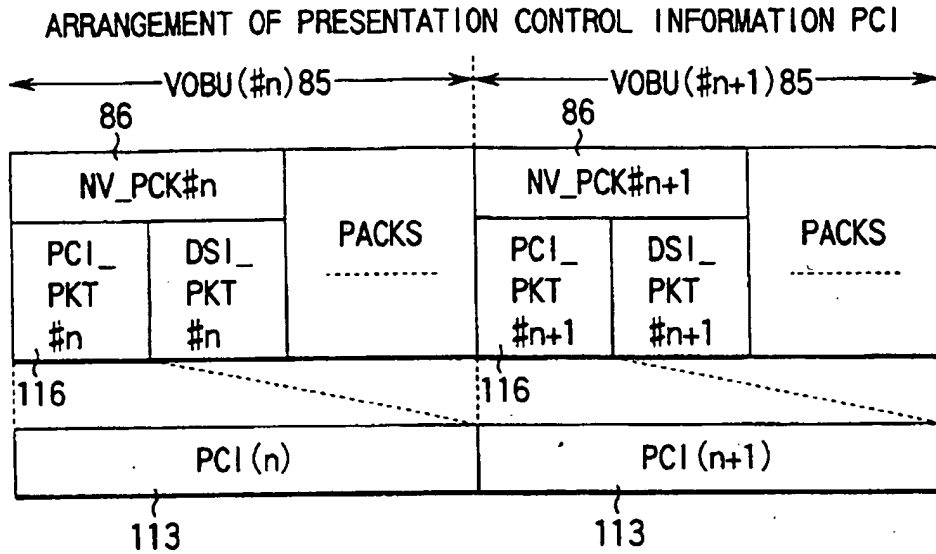 ARRANGEMENT OF PRESENTATION CONTROL INFORMATION PCI
VOBU(#n)85
VOBU(#n+1)85
86
86
NV_PCK#n
PACKS
NV_PCK#n+1
PACKS
PCI_
PKT
#n
DSI_
PKT
#n
PCI_
PKT
#n+1
DSI_
PKT
#n+1
116
116
PCI(n)
PCI(n+1)
113
113